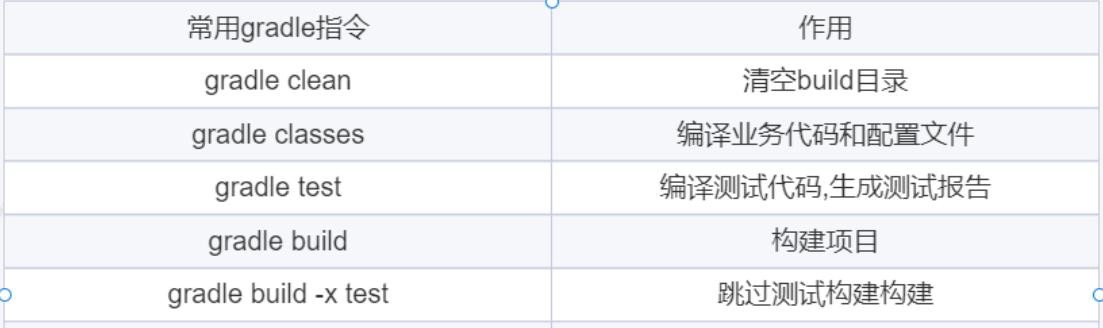 常用gradle指令 作用
gradle clean 清空build目录
gradle classes 编译业务代码和配置文件
gradle test 编译测试代码,生成测试报告
gradle build 构建项目
gradle build -x test 跳过测试构建构建